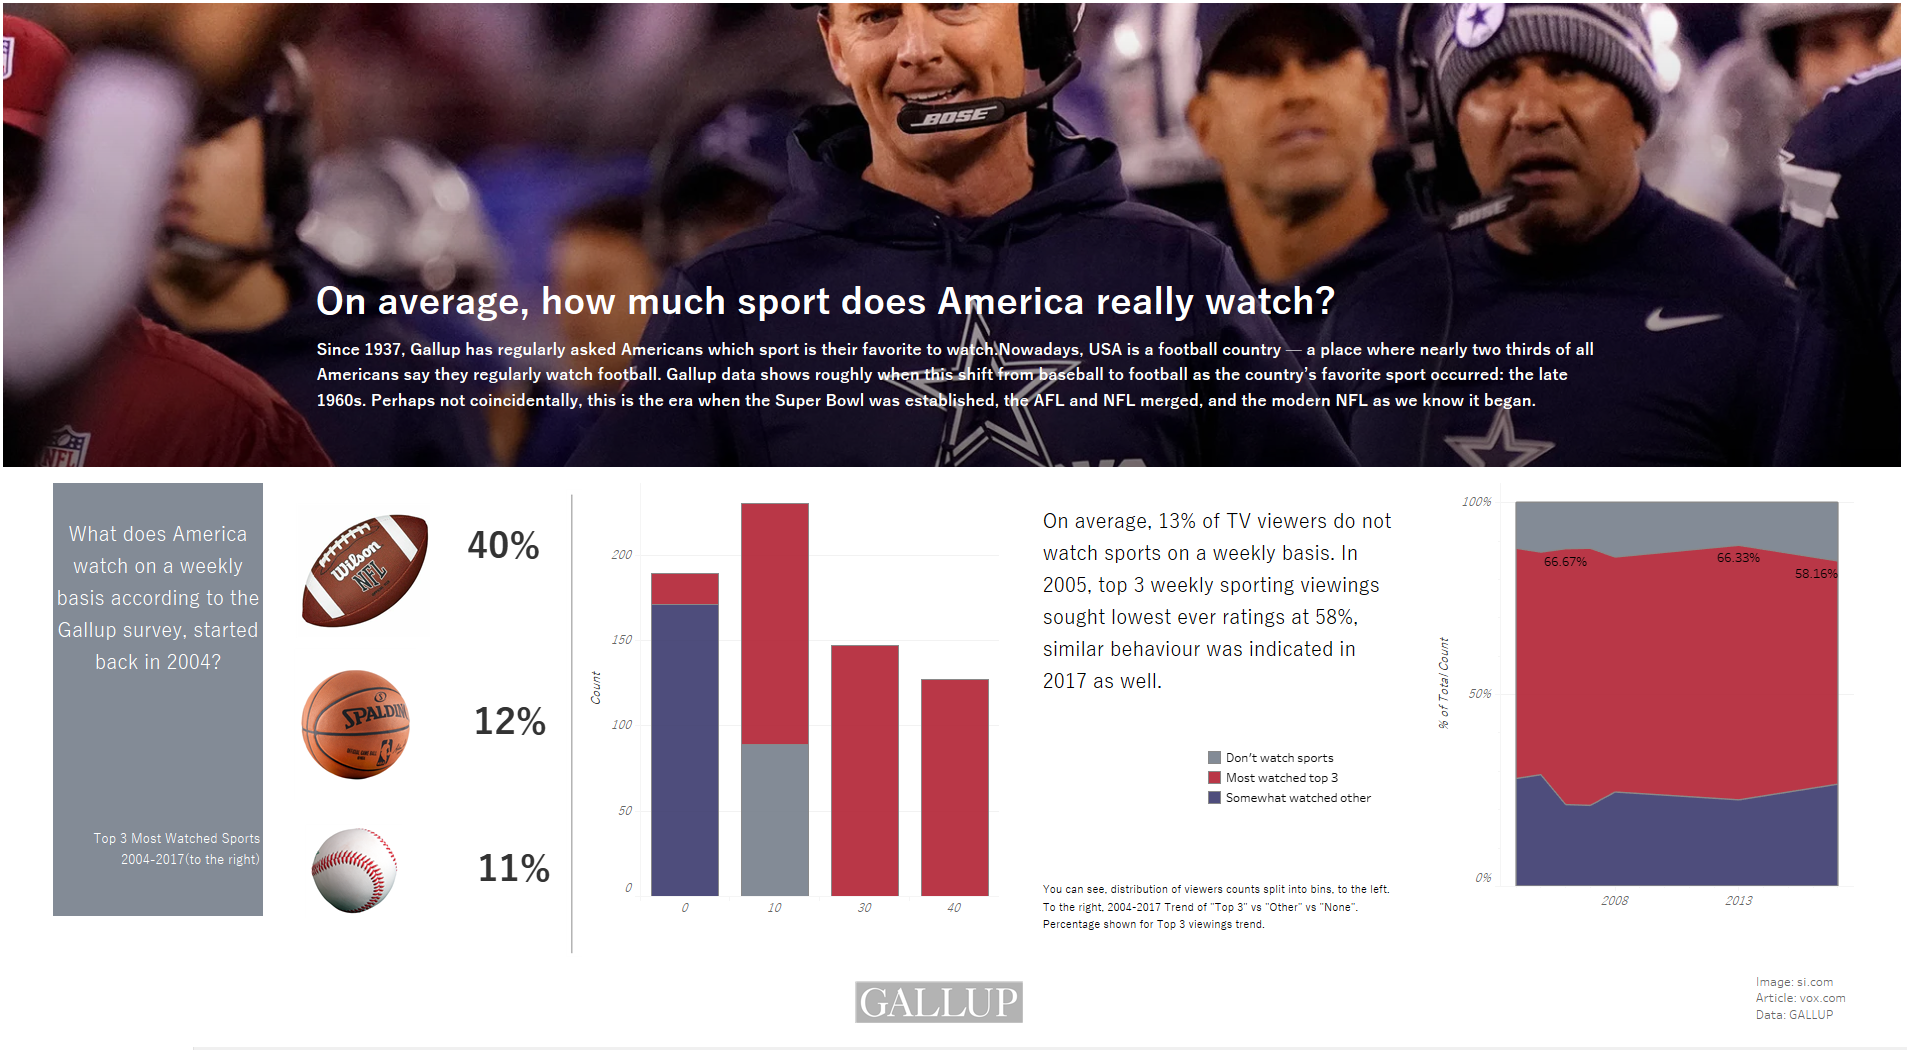 BOSE
BOSE
NFL
On average, how much sport does America really watch?
Since 1937, Gallup has regularly asked Americans which sport is their favorite to watch.Nowadays, USA is a football country — a place where nearly two thirds of all
Americans say they regularly watch football. Gallup data shows roughly when this shift from baseball to football as the country's favorite sport occurred: the late
1960s. Perhaps not coincidentally, this is the era when the Super Bowl was established, the AFL and NFL merged, and the modern NFL as we know it began.
What does America
watch on a weekly
basis according to the
Gallup survey, started
back in 2004?
Top 3 Most Watched Sports
2004-2017(to the right)
Wilson
NFL
40%
SPALDING
12%
11%
Count
200
150
100
50
0
0
10
30
40
On average, 13% of TV viewers do not
watch sports on a weekly basis. In
2005, top 3 weekly sporting viewings
sought lowest ever ratings at 58%,
similar behaviour was indicated in
2017 as well.
Don't watch sports
Most watched top 3
Somewhat watched other
You can see, distribution of viewers counts split into bins, to the left.
To the right, 2004-2017 Trend of "Top 3" vs "Other" vs "None".
Percentage shown for Top 3 viewings trend.
% of Total Count
100%
50%
0%
66.67%
66.33%
58.16%
2008
2013
GALLUP
Image: si.com
Article: vox.com
Data: GALLUP